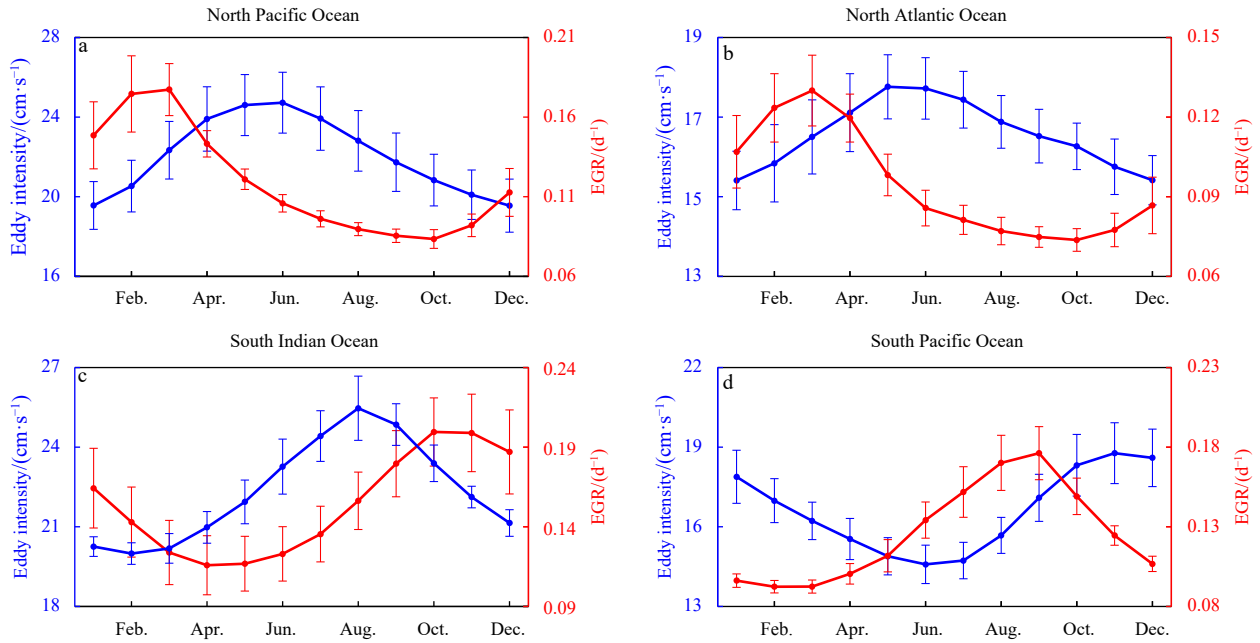 North Pacific Ocean
a
28
24
20
16
Eddy intensity/(cm·s⁻¹)
0.21
0.16
0.11
0.06
EGR/(d⁻¹)
Feb. Apr. Jun. Aug. Oct. Dec.
North Atlantic Ocean
b
19
17
15
13
Eddy intensity/(cm·s⁻¹)
0.15
0.12
0.09
0.06
EGR/(d⁻¹)
Feb. Apr. Jun. Aug. Oct. Dec.
South Indian Ocean
c
27
24
21
18
Eddy intensity/(cm·s⁻¹)
0.24
0.19
0.14
0.09
EGR/(d⁻¹)
Feb. Apr. Jun. Aug. Oct. Dec.
South Pacific Ocean
d
22
19
16
13
Eddy intensity/(cm·s⁻¹)
0.23
0.18
0.13
0.08
EGR/(d⁻¹)
Feb. Apr. Jun. Aug. Oct. Dec.